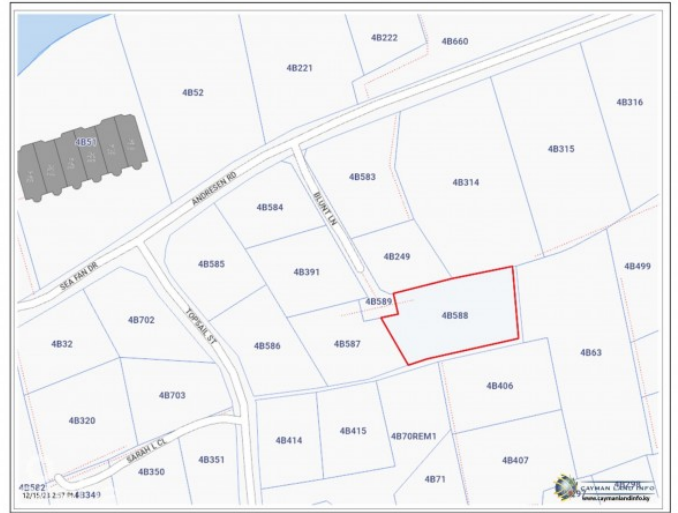 4B222
4B660
4B221
4B52
4B316
4B51
4B315
4B583
4B314
ANDRESEN RD
BLUNT LN
4B584
4B585
4B249
4B391
4B499
SEA FAN DR
4B589
4B588
4B702
TOPSAIL ST
4B32
4B586
4B587
4B63
4B703
4B406
4B320
4B414
4B415
4B70REM1
SARAH L CL
4B350
4B351
4B407
4B71
4B582
4B349
CAYMAN LAND INFO
www.caymanlandinfo.ky